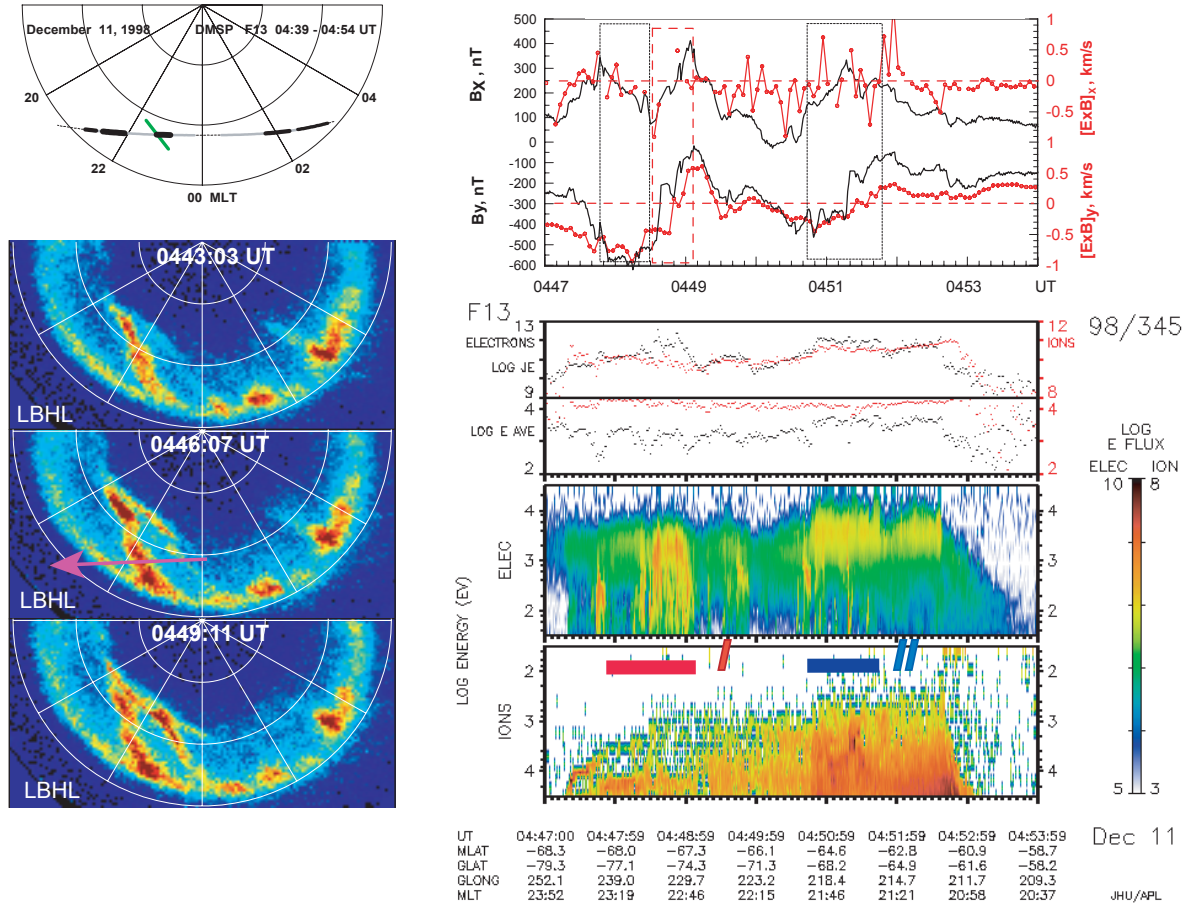 December 11, 1998 DMSP F13 04:39 - 04:54 UT
20
04
22
02
00 MLT
0443:03 UT
LBHL
0446:07 UT
LBHL
0449:11 UT
LBHL
500
400
300
200
100
0
-100
-200
-300
-400
-500
-600
Bx, nT
By, nT
1
0.5
0
-0.5
-1
0
-0.5
-1
[ExB]x, km/s
[ExB]y, km/s
0447
0449
0451
0453
UT
F13
98/345
13
ELECTRONS
LOG JE
9
12
IONS
8
4
LOG E AVE
2
4
2
LOG ENERGY (EV)
ELEC
4
3
2
4
3
2
IONS
2
3
4
2
3
4
LOG
E FLUX
ELEC ION
10 8
5 3
UT 04:47:00 04:47:59 04:48:59 04:49:59 04:50:59 04:51:59 04:52:59 04:53:59
MLAT -68.3 -68.0 -67.3 -66.1 -64.6 -62.8 -60.9 -58.7
GLAT -79.3 -77.1 -74.3 -71.3 -68.2 -64.9 -61.6 -58.2
GLONG 252.1 239.0 229.7 223.2 218.4 214.7 211.7 209.3
MLT 23:52 23:19 22:46 22:15 21:46 21:21 20:58 20:37
Dec 11
JHU/APL